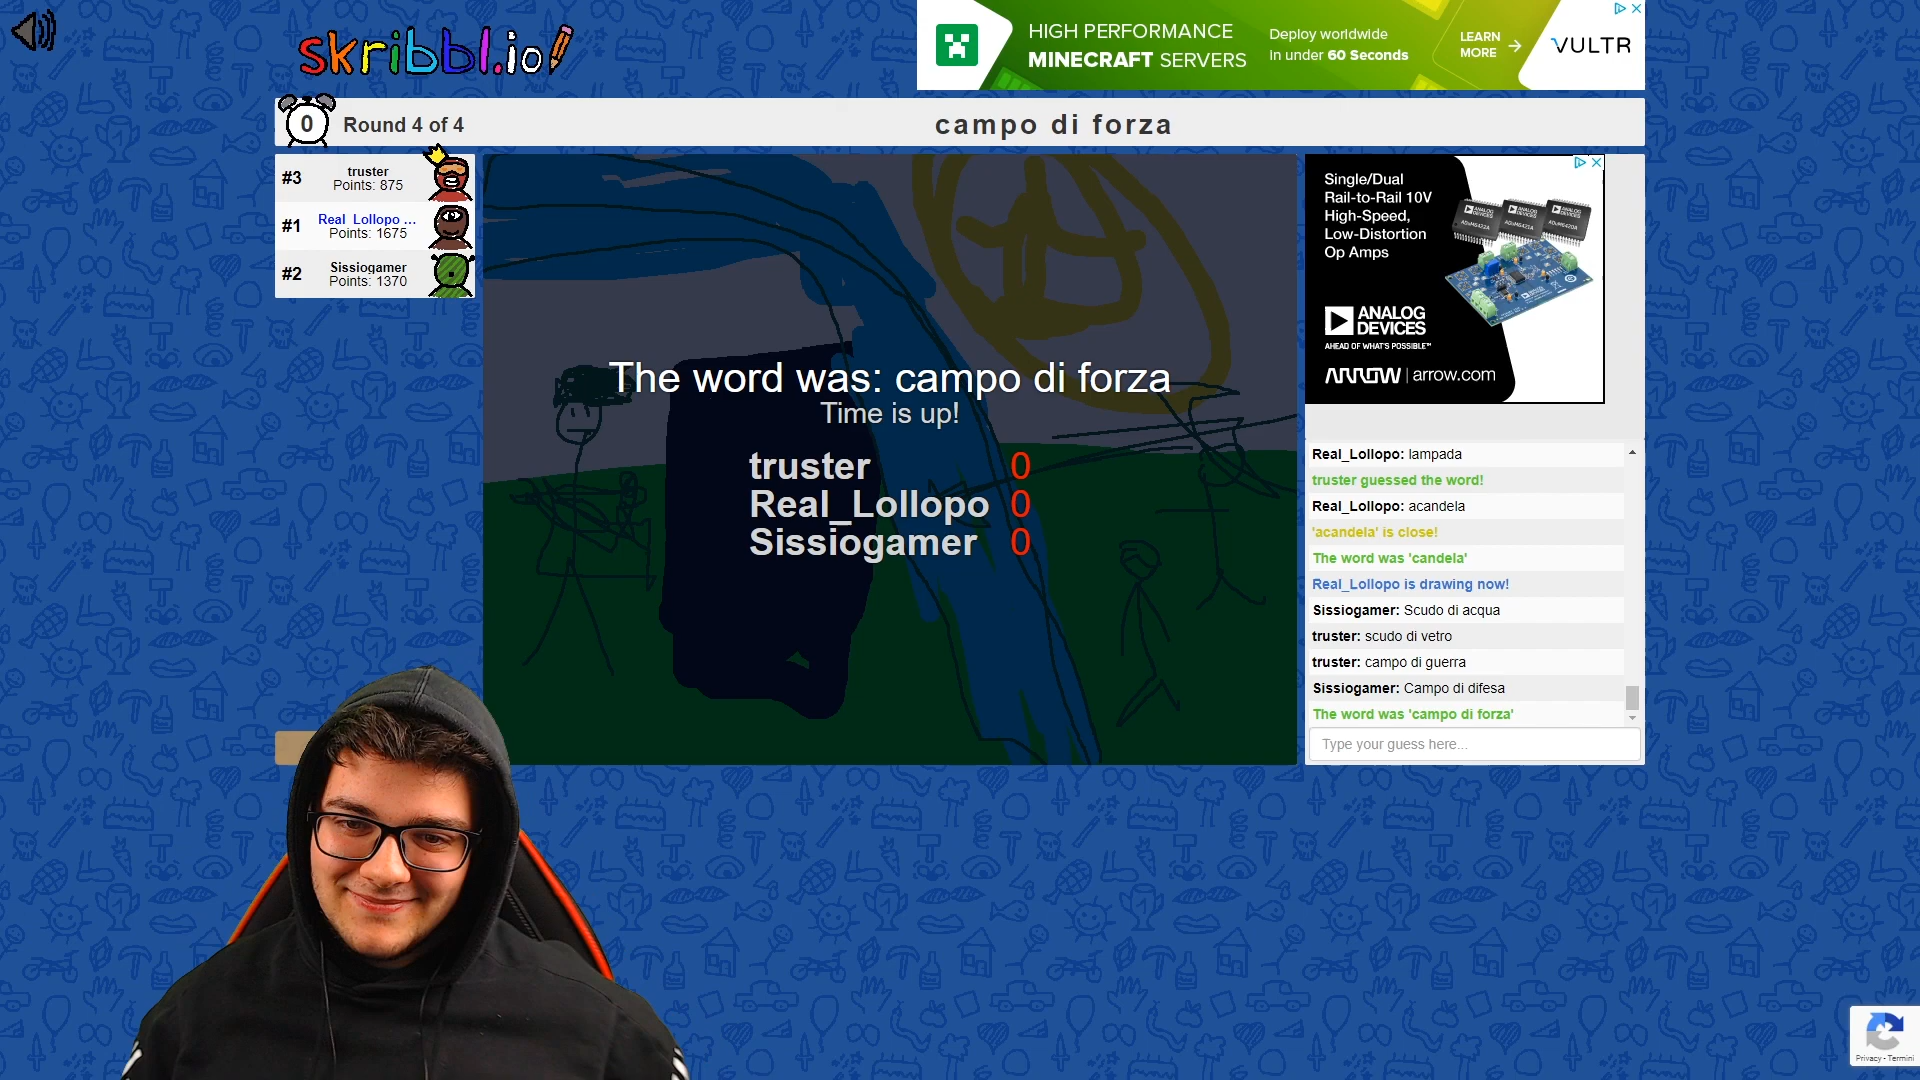 skribbl.io
HIGH PERFORMANCE
MINECRAFT SERVERS
Deploy worldwide
in under 60 Seconds
LEARN
MORE
VULTR
0
Round 4 of 4
campo di forza
#3
truster
Points: 875
#1
Real_Lollopo ...
Points: 1675
#2
Sissiogamer
Points: 1370
The word was: campo di forza
Time is up!
truster 0
Real_Lollopo 0
Sissiogamer 0
Single/Dual
Rail-to-Rail 10V
High-Speed,
Low-Distortion
Op Amps
ANALOG
DEVICES
AHEAD OF WHAT'S POSSIBLE™
ARROW | arrow.com
Real_Lollopo: lampada
truster guessed the word!
Real_Lollopo: acandela
'acandela' is close!
The word was 'candela'
Real_Lollopo is drawing now!
Sissiogamer: Scudo di acqua
truster: scudo di vetro
truster: campo di guerra
Sissiogamer: Campo di difesa
The word was 'campo di forza'
Type your guess here...
Privacy - Termini